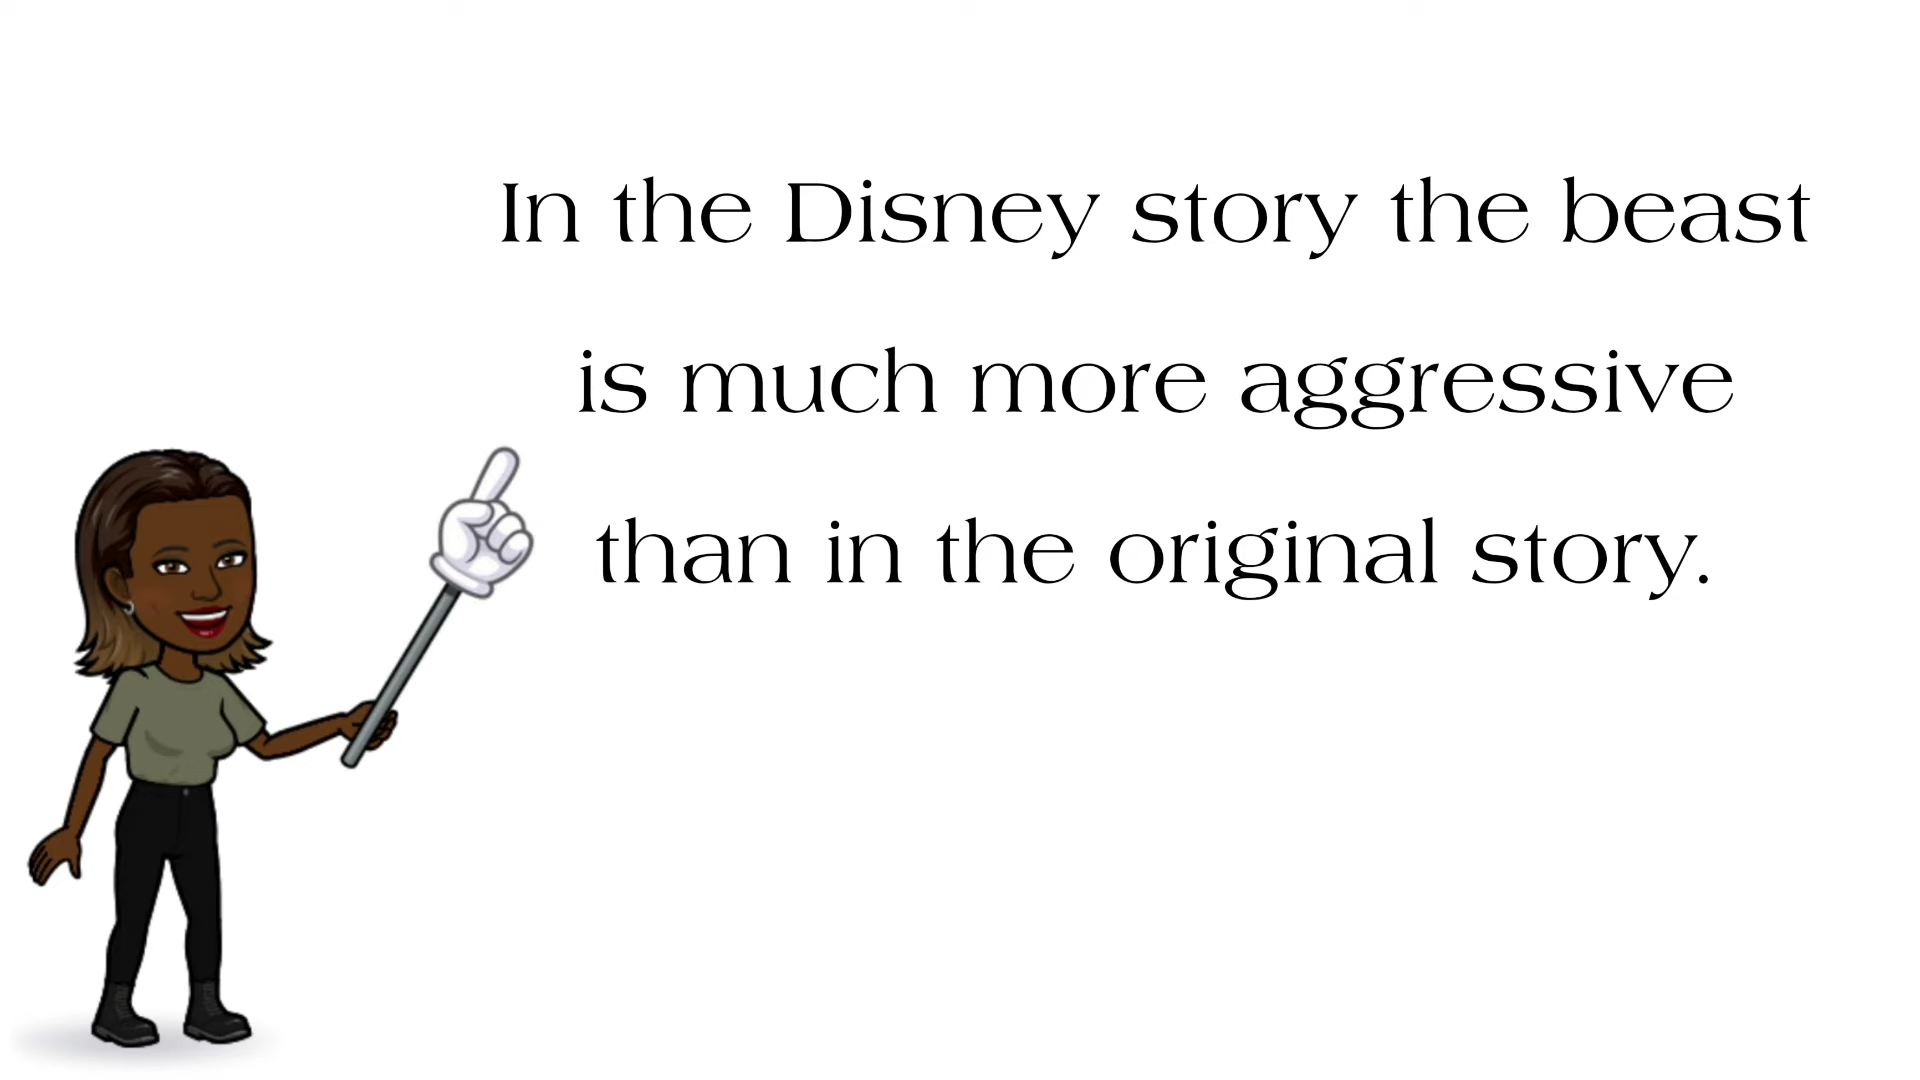 In the Disney story the beast
is much more aggressive
than in the original story.